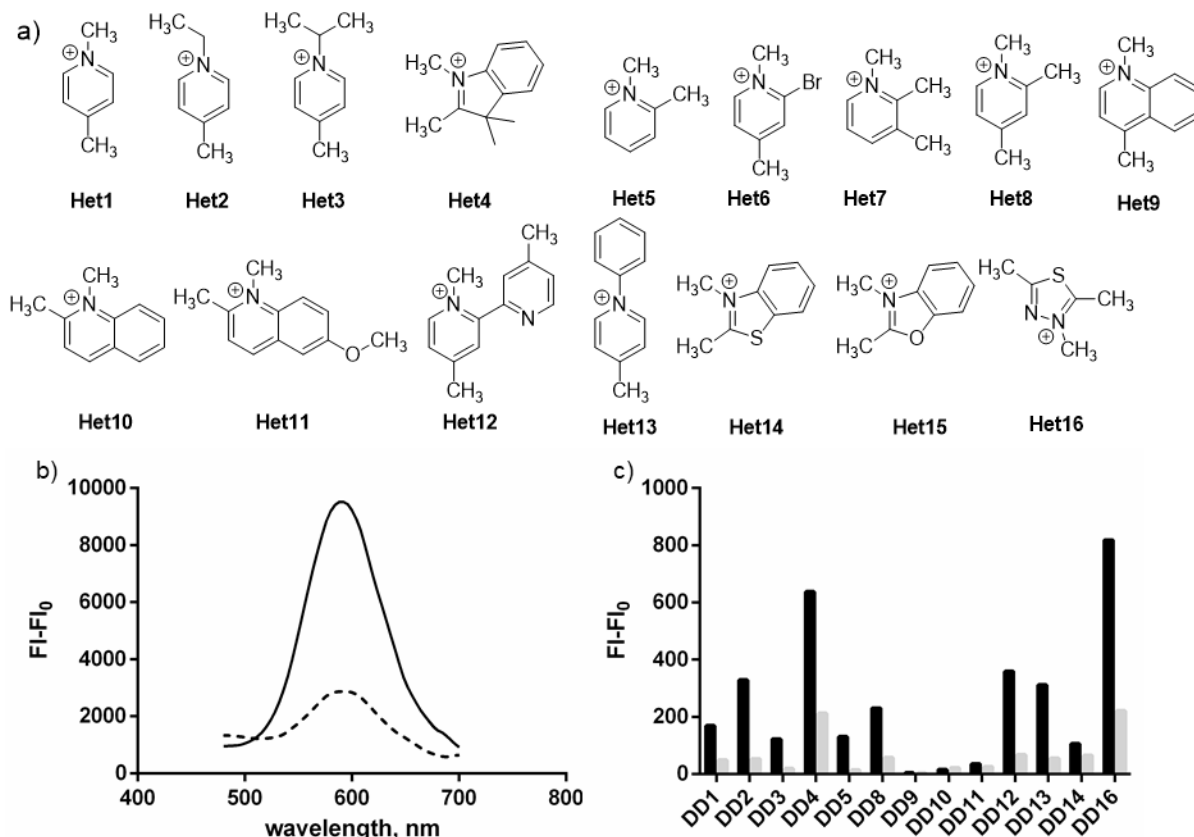 a)
CH3
N
⊕
CH3
Het1
H3C
N
⊕
CH3
Het2
H3C CH3
N
⊕
CH3
Het3
H3C
N
⊕
H3C
Het4
CH3
N
⊕
CH3
Het5
CH3
N
⊕
Br
CH3
Het6
CH3
N
⊕
CH3
CH3
Het7
CH3
N
⊕
CH3
CH3
Het8
CH3
N
⊕
CH3
Het9
CH3
H3C
N
⊕
Het10
CH3
H3C
N
⊕
O
CH3
Het11
CH3
CH3
N
⊕
N
CH3
Het12
N
⊕
CH3
Het13
H3C
N
⊕
H3C
S
Het14
H3C
N
⊕
H3C
O
Het15
H3C
S
CH3
N
N
⊕
CH3
Het16
b)
FI-FI0
10000
8000
6000
4000
2000
0
400 500 600 700 800
wavelength, nm
c)
FI-FI0
1000
800
600
400
200
0
DD1
DD2
DD3
DD4
DD5
DD8
DD9
DD10
DD11
DD12
DD13
DD14
DD16